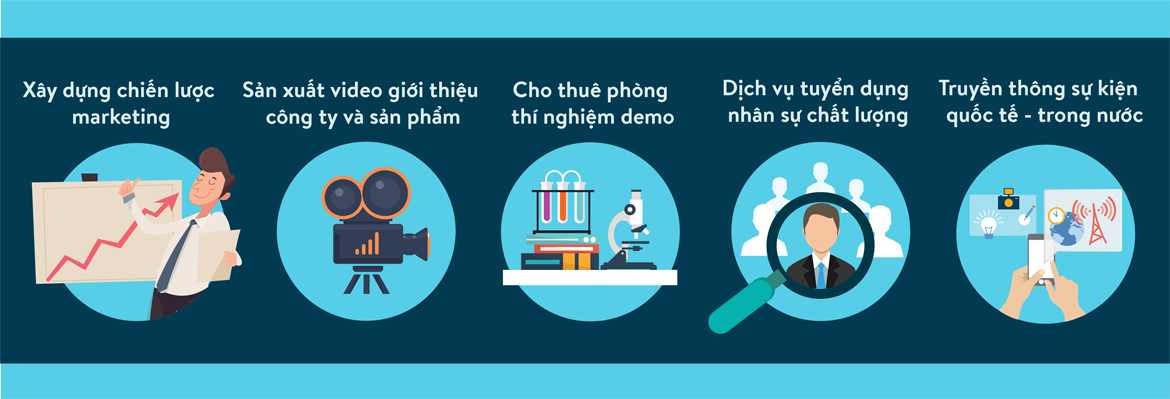 Xây dựng chiến lược
marketing
Sản xuất video giới thiệu
công ty và sản phẩm
Cho thuê phòng
thí nghiệm demo
Dịch vụ tuyển dụng
nhân sự chất lượng
Truyền thông sự kiện
quốc tế - trong nước